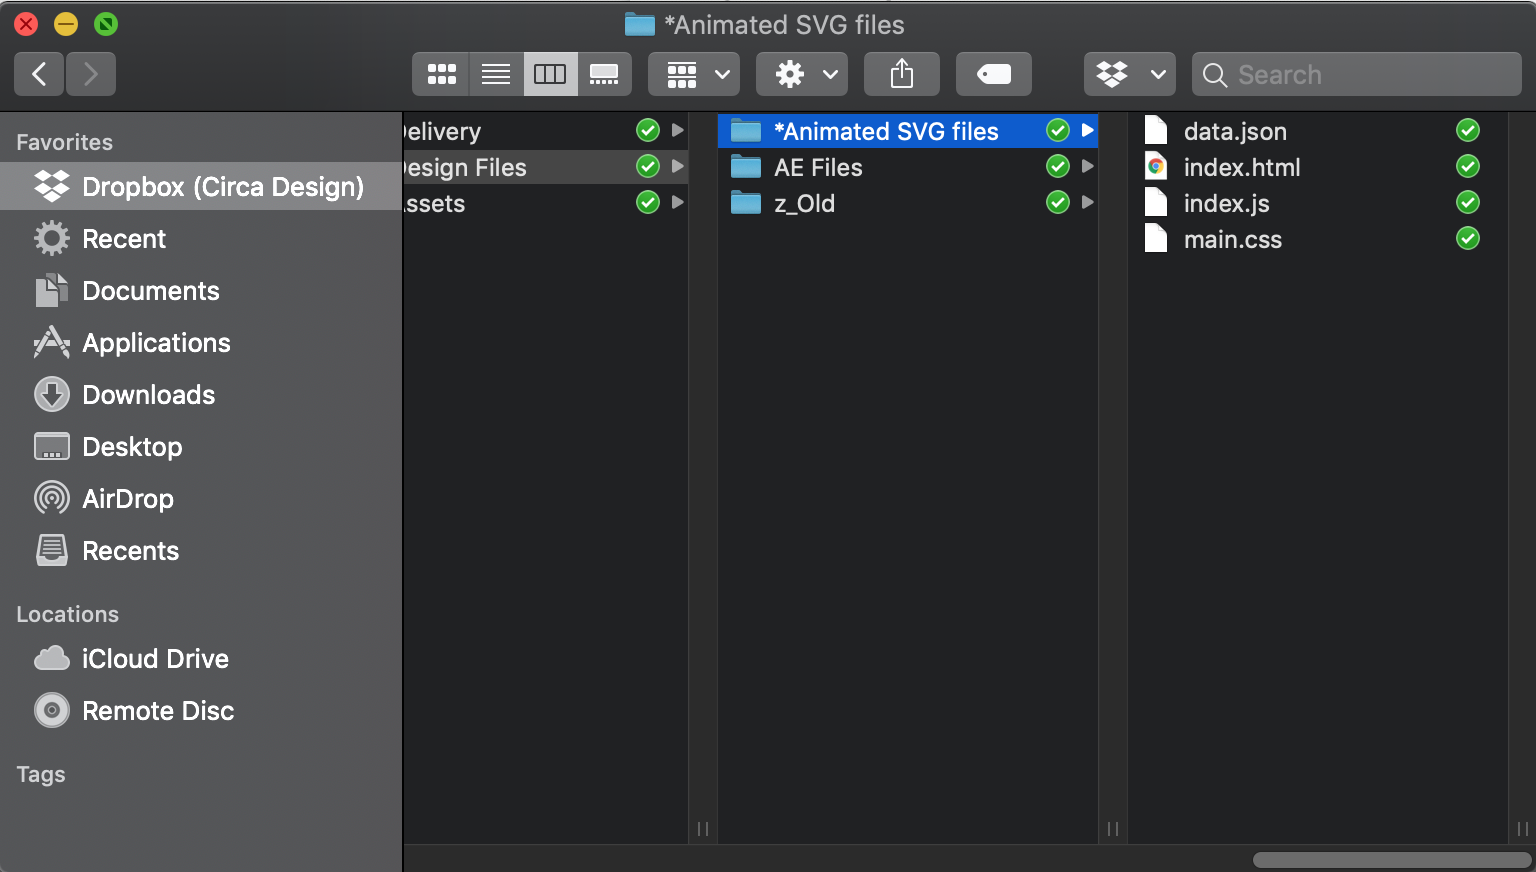 *Animated SVG files
Search
Favorites
Dropbox (Circa Design)
Recent
Documents
Applications
Downloads
Desktop
AirDrop
Recents
Locations
iCloud Drive
Remote Disc
Tags
elivery
esign Files
ssets
*Animated SVG files
AE Files
z_Old
data.json
index.html
index.js
main.css